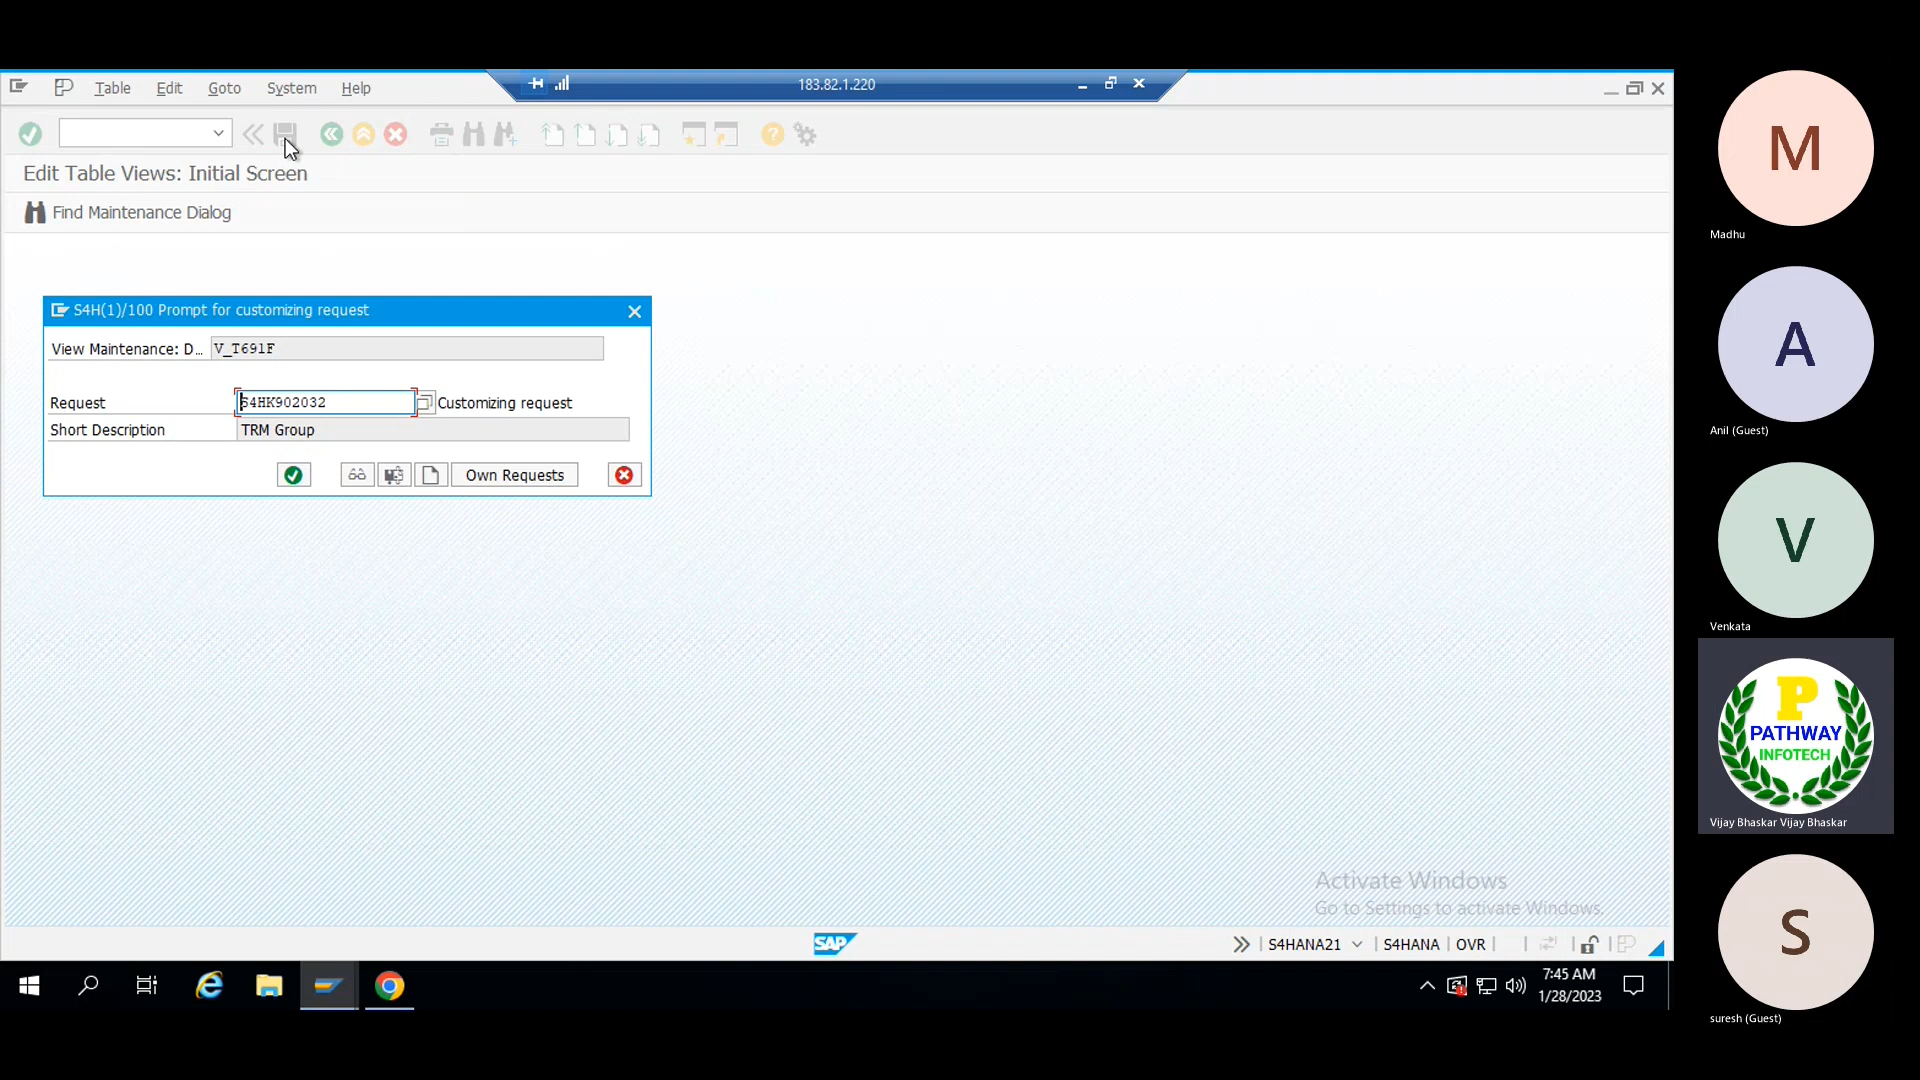 Table Edit Goto System Help
183.82.1.220
Edit Table Views: Initial Screen
Find Maintenance Dialog
S4H(1)/100 Prompt for customizing request
View Maintenance: D... V_T691F
Request S4HK902032 Customizing request
Short Description TRM Group
Own Requests
Activate Windows
Go to Settings to activate Windows.
SAP
S4HANA21 S4HANA OVR
7:45 AM
1/28/2023
M
Madhu
A
Anil (Guest)
V
Venkata
P
PATHWAY
INFOTECH
Vijay Bhaskar Vijay Bhaskar
S
suresh (Guest)